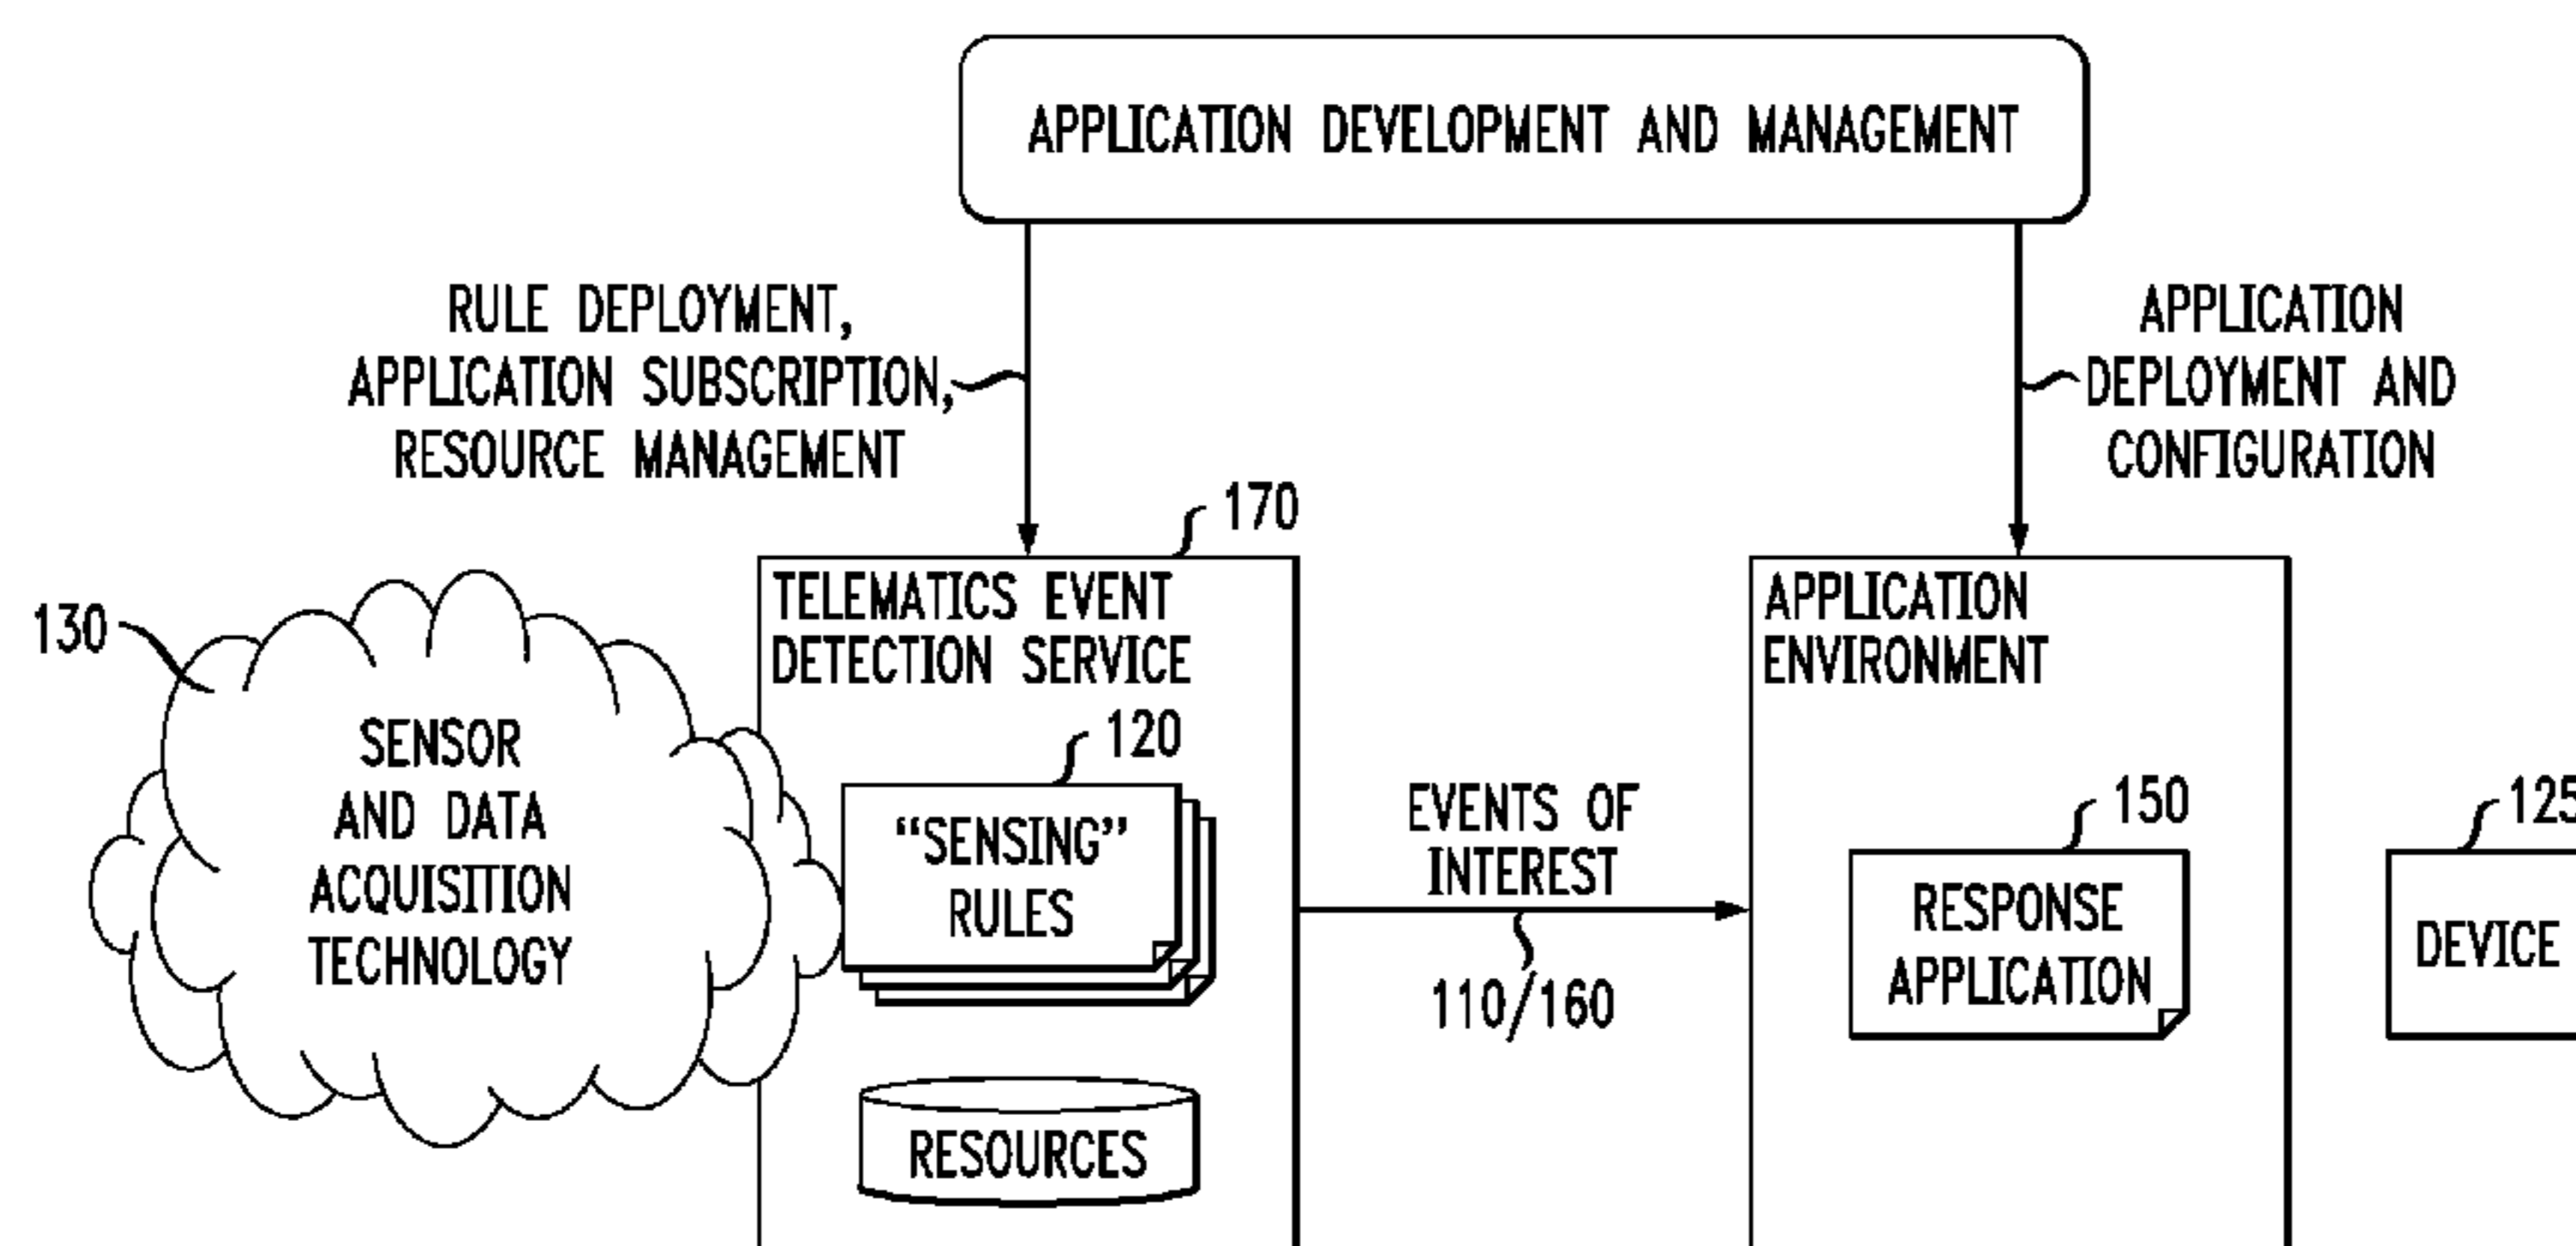 APPLICATION DEVELOPMENT AND MANAGEMENT
RULE DEPLOYMENT,
APPLICATION SUBSCRIPTION,
RESOURCE MANAGEMENT
APPLICATION
DEPLOYMENT AND
CONFIGURATION
170
130
TELEMATICS EVENT
DETECTION SERVICE
APPLICATION
ENVIRONMENT
SENSOR
AND DATA
ACQUISITION
TECHNOLOGY
120
“SENSING”
RULES
RESOURCES
EVENTS OF
INTEREST
110/160
150
RESPONSE
APPLICATION
125
DEVICE